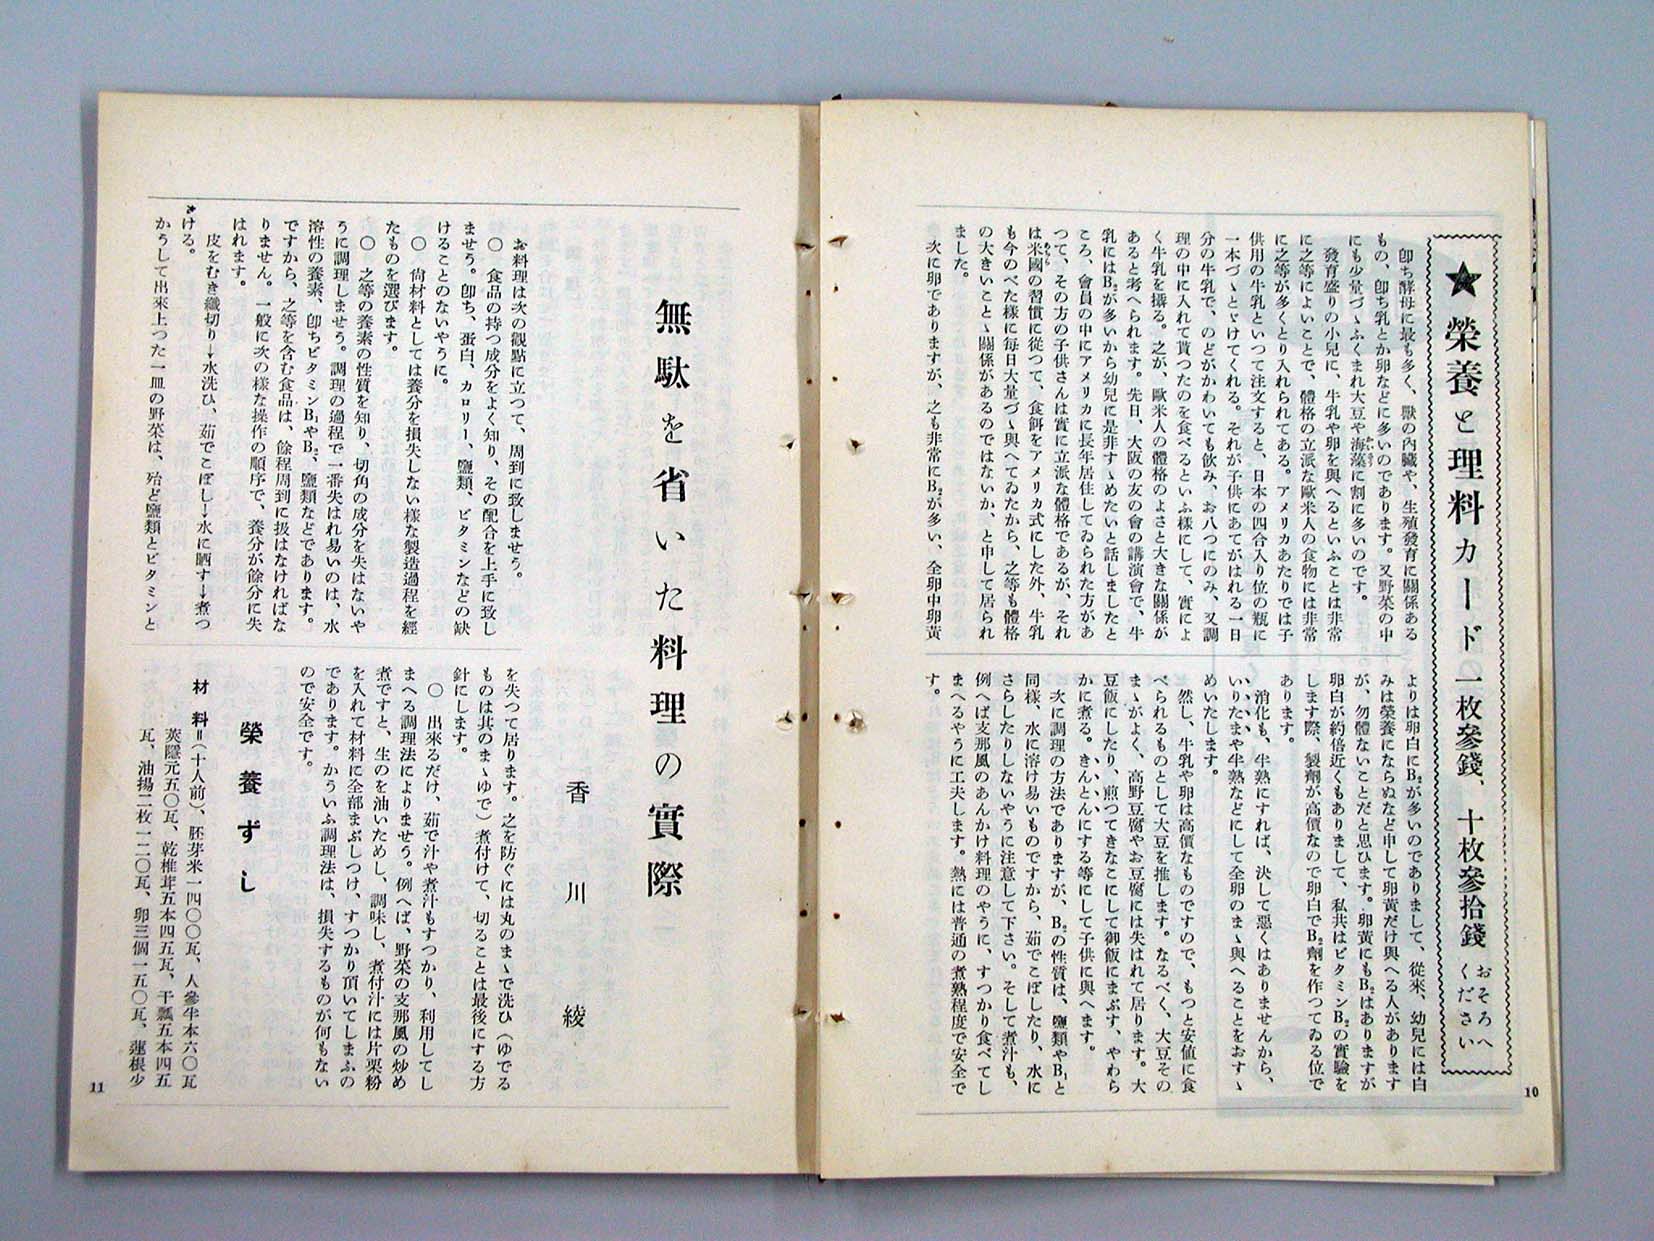 ★榮養と理料カード一枚參錢、十枚參拾錢
おそろへ
ください
卽ち酵母に最も多く、獸の內臟や、生殖發育に關係ある
もの、卽ち乳とか卵などに多いのであります。又野菜の中
にも少量づゝふくまれ大豆や海藻に割に多いのです。
發育盛りの小兒に、牛乳や卵を與へるといふことは非常
に之等によいことで、體格の立派な歐米人の食物には非常
に之等が多くとり入れられてある。アメリカあたりでは子
供用の牛乳といつて注文すると、日本の四合入り位の瓶に
一本づゝとゞけてくれる。それが子供にあてがはれる一日
分の牛乳で、のどがかわいても飮み、お八つにのみ、又調
理の中に入れて貰つたのを食べるといふ樣にして、實によ
く牛乳を攝る。之が、歐米人の體格のよさと大きな關係が
あると考へられます。先日、大阪の友の會の講演會で、牛
乳にはB₂が多いから幼兒に是非すゝめたいと話しましたと
ころ、會員の中にアメリカに長年居住してゐられた方があ
つて、その方の子供さんは實に立派な體格であるが、それ
は米國の習慣に從つて、食餌をアメリカ式にした外、牛乳
も今のべた樣に每日大量づゝ與へてゐたから、之等も體格
の大きいことゝ關係があるのではないか、と申して居られ
ました。
次に卵でありますが、之も非常にB₂が多い、全卵中卵黃
よりは卵白にB₂が多いのでありまして、從來、幼兒には白
みは榮養にならぬなど申して卵黃だけ與へる人があります
が、勿體ないことだと思ひます。卵黃にもB₂はありますが
卵白が約倍近くもありまして、私共はビタミンB₂の實驗を
します際、製劑が高價なので卵白でB₂劑を作つてゐる位で
あります。
消化も、半熟にすれば、決して惡くはありませんから、
いりたまや半熟などにして全卵のまゝ與へることをおすゝ
めいたします。
然し、牛乳や卵は高價なものですので、もつと安値に食
べられるものとして大豆を推します。なるべく、大豆その
まゝがよく、高野豆腐やお豆腐には失はれて居ります。大
豆飯にしたり、煎つてきなこにして御飯にまぶす、やわら
かに煮る。きんとんにする等にして子供に與へます。
次に調理の方法でありますが、B₂の性質は、鹽類やB₁と
同樣、水に溶け易いものですから、茹でこぼしたり、水に
さらしたりしないやうに注意して下さい。そして煮汁も、
例へば支那風のあんかけ料理のやうに、すつかり食べてし
まへるやうに工夫します。熱には普通の煮熟程度で安全で
す。
10
無駄を省いた料理の實際
香川 綾
お料理は次の觀點に立つて、周到に致しませう。
〇 食品の持つ成分をよく知り、その配合を上手に致し
ませう。卽ち、蛋白、カロリー、鹽類、ビタミンなどの缺
けることのないやうに。
〇 尙材料としては養分を損失しない樣な製造過程を經
たものを選びます。
〇 之等の養素の性質を知り、切角の成分を失はないや
うに調理しませう。調理の過程で一番失はれ易いのは、水
溶性の養素、卽ちビタミンB₁やB₂、鹽類などであります。
ですから、之等を含む食品は、餘程周到に扱はなければな
りません。一般に次の樣な操作の順序で、養分が餘分に失
はれます。
皮をむき纖切り→水洗ひ、茹でこぼし→水に晒す→煮つ
ける。
かうして出來上つた一皿の野菜は、殆ど鹽類とビタミンと
を失つて居ります。之を防ぐには丸のまゝで洗ひ（ゆでる
ものは其のまゝゆで）煮付けて、切ることは最後にする方
針にします。
〇 出來るだけ、茹で汁や煮汁もすつかり、利用してし
まへる調理法によりませう。例へば、野菜の支那風の炒め
煮ですと、生のを油いためし、調味し、煮付汁には片栗粉
を入れて材料に全部まぶしつけ、すつかり頂いてしまふの
であります。かういふ調理法は、損失するものが何もない
ので安全です。
榮養ずし
材料＝（十人前）、胚芽米一四〇〇瓦、人參半本六〇瓦
莢隱元五〇瓦、乾椎茸五本四五瓦、干瓢五本四五
瓦、油揚二枚一二〇瓦、卵三個一五〇瓦、蓮根少
11